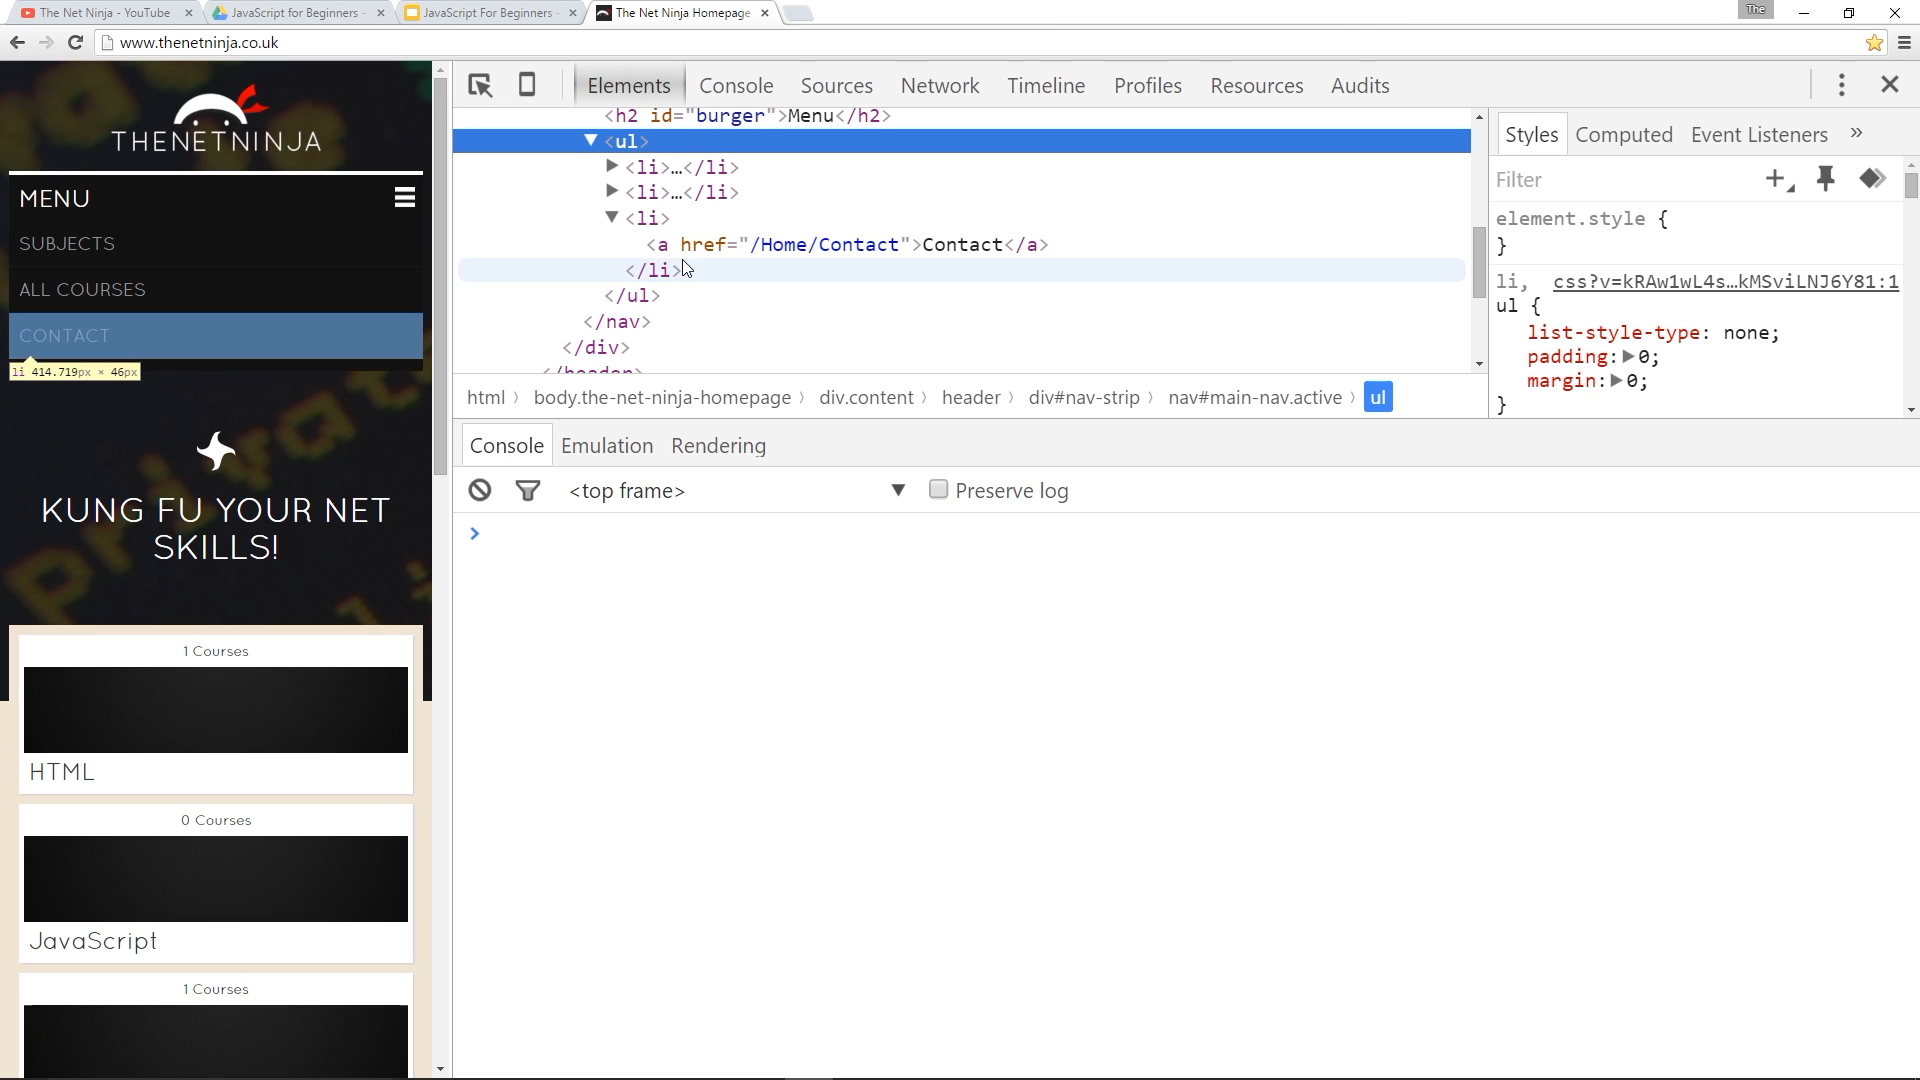 The Net Ninja - YouTube
JavaScript for Beginners -
JavaScript For Beginners -
The Net Ninja Homepage
The
www.thenetninja.co.uk
THENETNINJA
MENU
SUBJECTS
ALL COURSES
CONTACT
li 414.719px × 46px
KUNG FU YOUR NET
SKILLS!
1 Courses
HTML
0 Courses
JavaScript
1 Courses
Elements Console Sources Network Timeline Profiles Resources Audits
<h2 id="burger">Menu</h2>
▼<ul>
▶<li>…</li>
▶<li>…</li>
▼<li>
<a href="/Home/Contact">Contact</a>
</li>
</ul>
</nav>
</div>
</header>
html › body.the-net-ninja-homepage › div.content › header › div#nav-strip › nav#main-nav.active › ul
Styles Computed Event Listeners »
Filter
element.style {
}
li, css?v=kRAw1wL4s…kMSviLNJ6Y81:1
ul {
list-style-type: none;
padding:▶0;
margin:▶0;
}
Console Emulation Rendering
<top frame> ▼ Preserve log